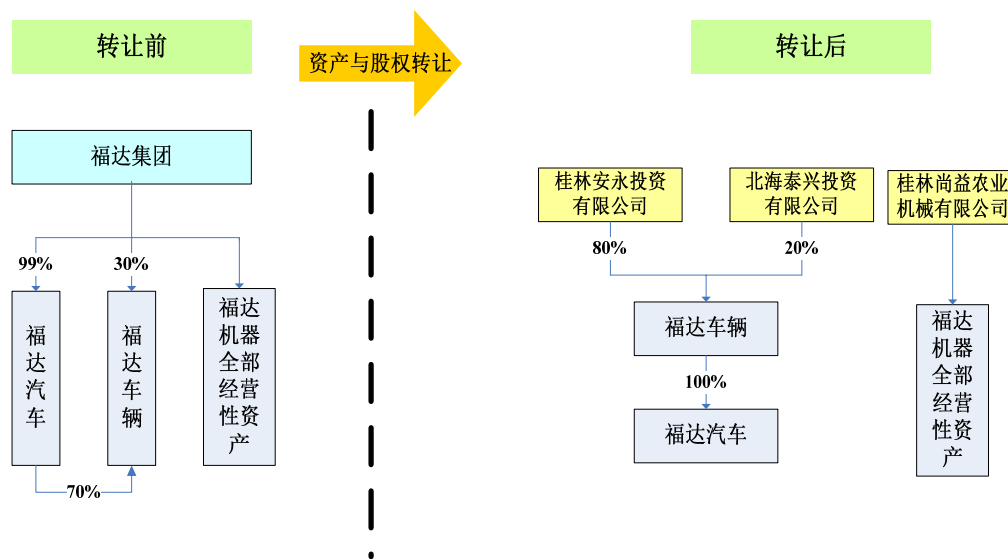 转让前
资产与股权转让
转让后
福达集团
99%
30%
福
达
汽
车
福
达
车
辆
福达
机器
全部
经营
性资
产
70%
桂林安永投资
有限公司
北海泰兴投资
有限公司
桂林尚益农业
机械有限公司
80%
20%
福达车辆
100%
福达汽车
福达
机器
全部
经营
性资
产